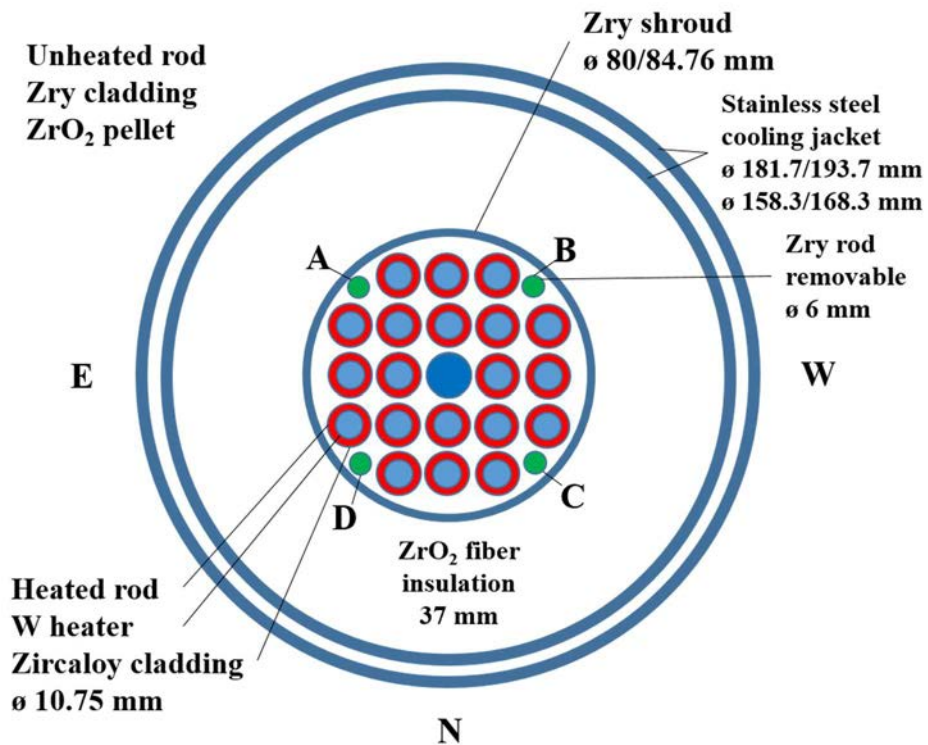 Unheated rod
Zry cladding
ZrO₂ pellet
Zry shroud
ø 80/84.76 mm
Stainless steel
cooling jacket
ø 181.7/193.7 mm
ø 158.3/168.3 mm
A
B
Zry rod
removable
ø 6 mm
E
W
D
C
ZrO₂ fiber
insulation
37 mm
Heated rod
W heater
Zircaloy cladding
ø 10.75 mm
N